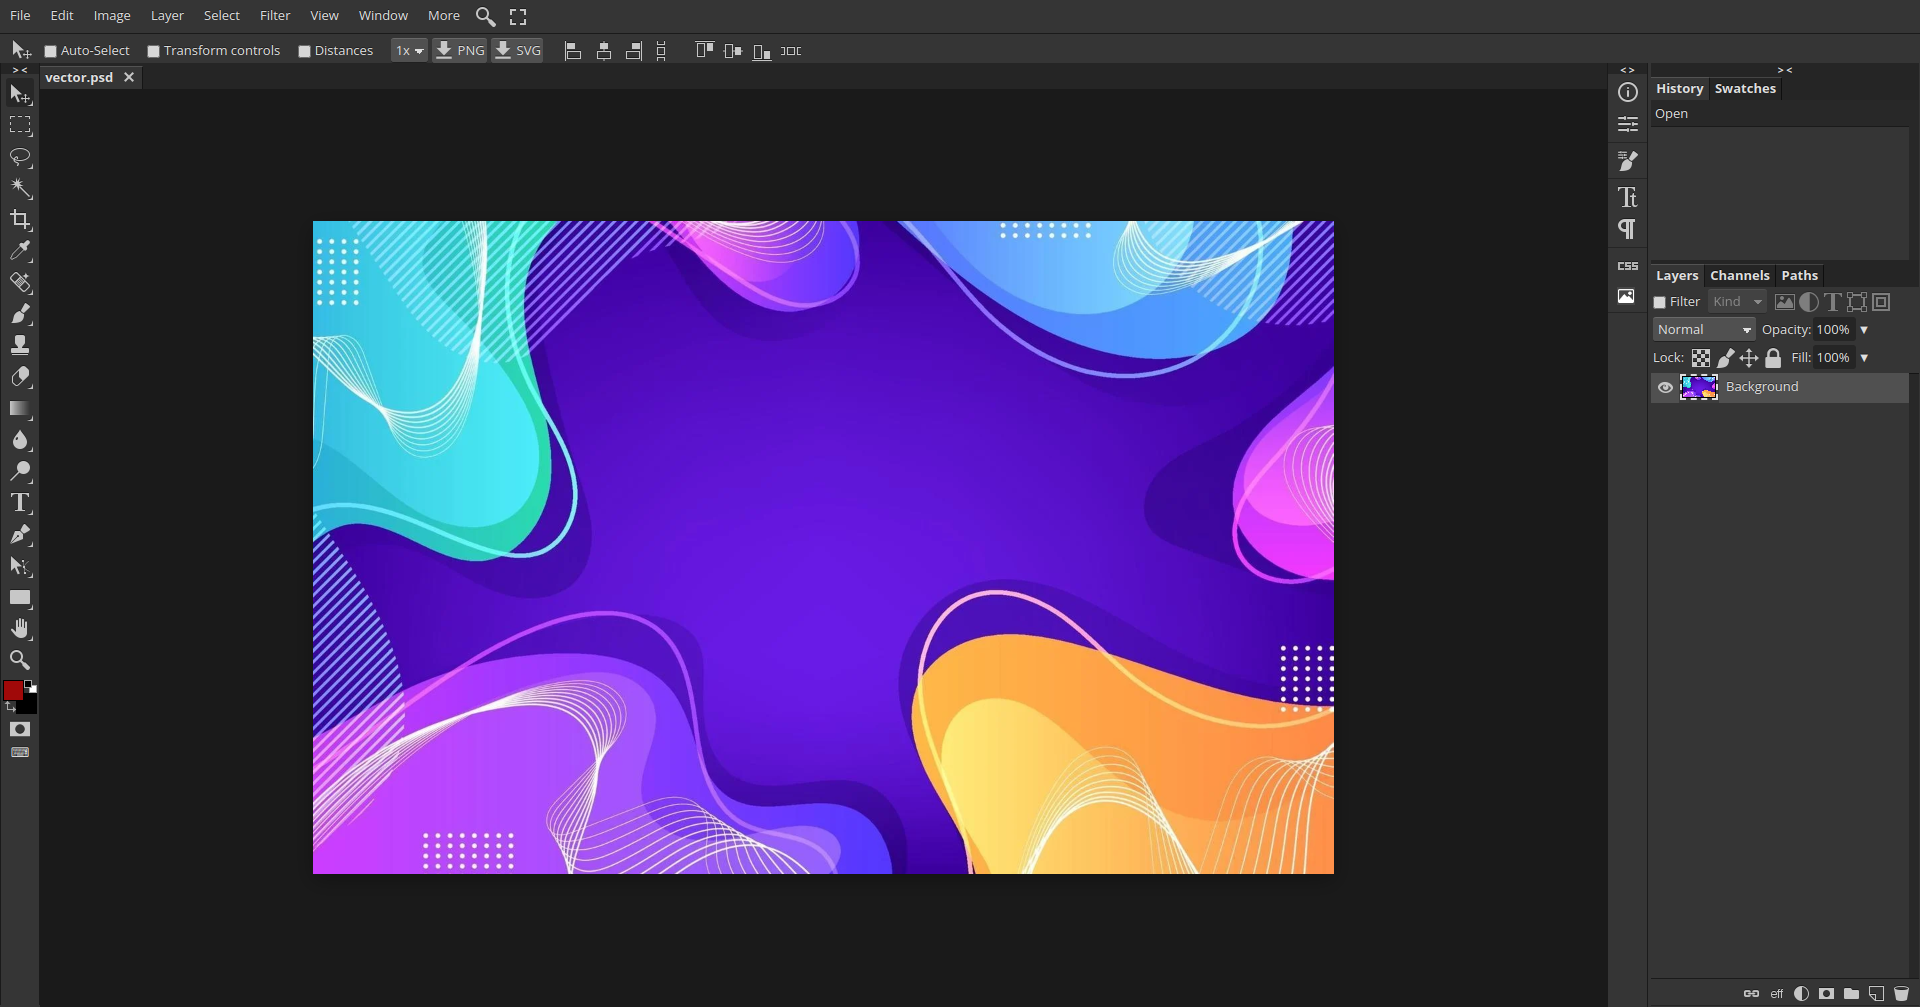 File Edit Image Layer Select Filter View Window More
Auto-Select Transform controls Distances 1x PNG SVG
> < < > > <
vector.psd
History Swatches
Open
CSS
Layers Channels Paths
Filter Kind
Normal Opacity: 100%
Lock: Fill: 100%
Background
eff